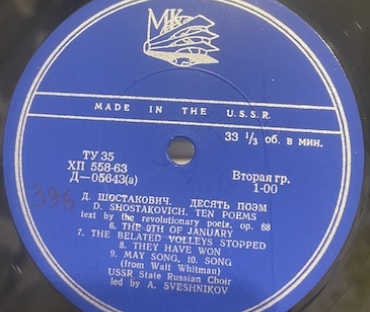 МК
MADE IN THE U.S.S.R.
33 1/3 об. в мин.
ТУ 35
ХП 558-63
Д—05643(a)
Вторая гр.
1-00
396
Д. ШОСТАКОВИЧ. ДЕСЯТЬ ПОЭМ
D. SHOSTAKOVICH. TEN POEMS
text by the revolutionary poets, op. 88
6. THE 9TH OF JANUARY
7. THE BELATED VOLLEYS STOPPED
8. THEY HAVE WON
9. MAY SONG, 10. SONG
(from Walt Whitman)
USSR State Russian Choir
led by A. SVESHNIKOV